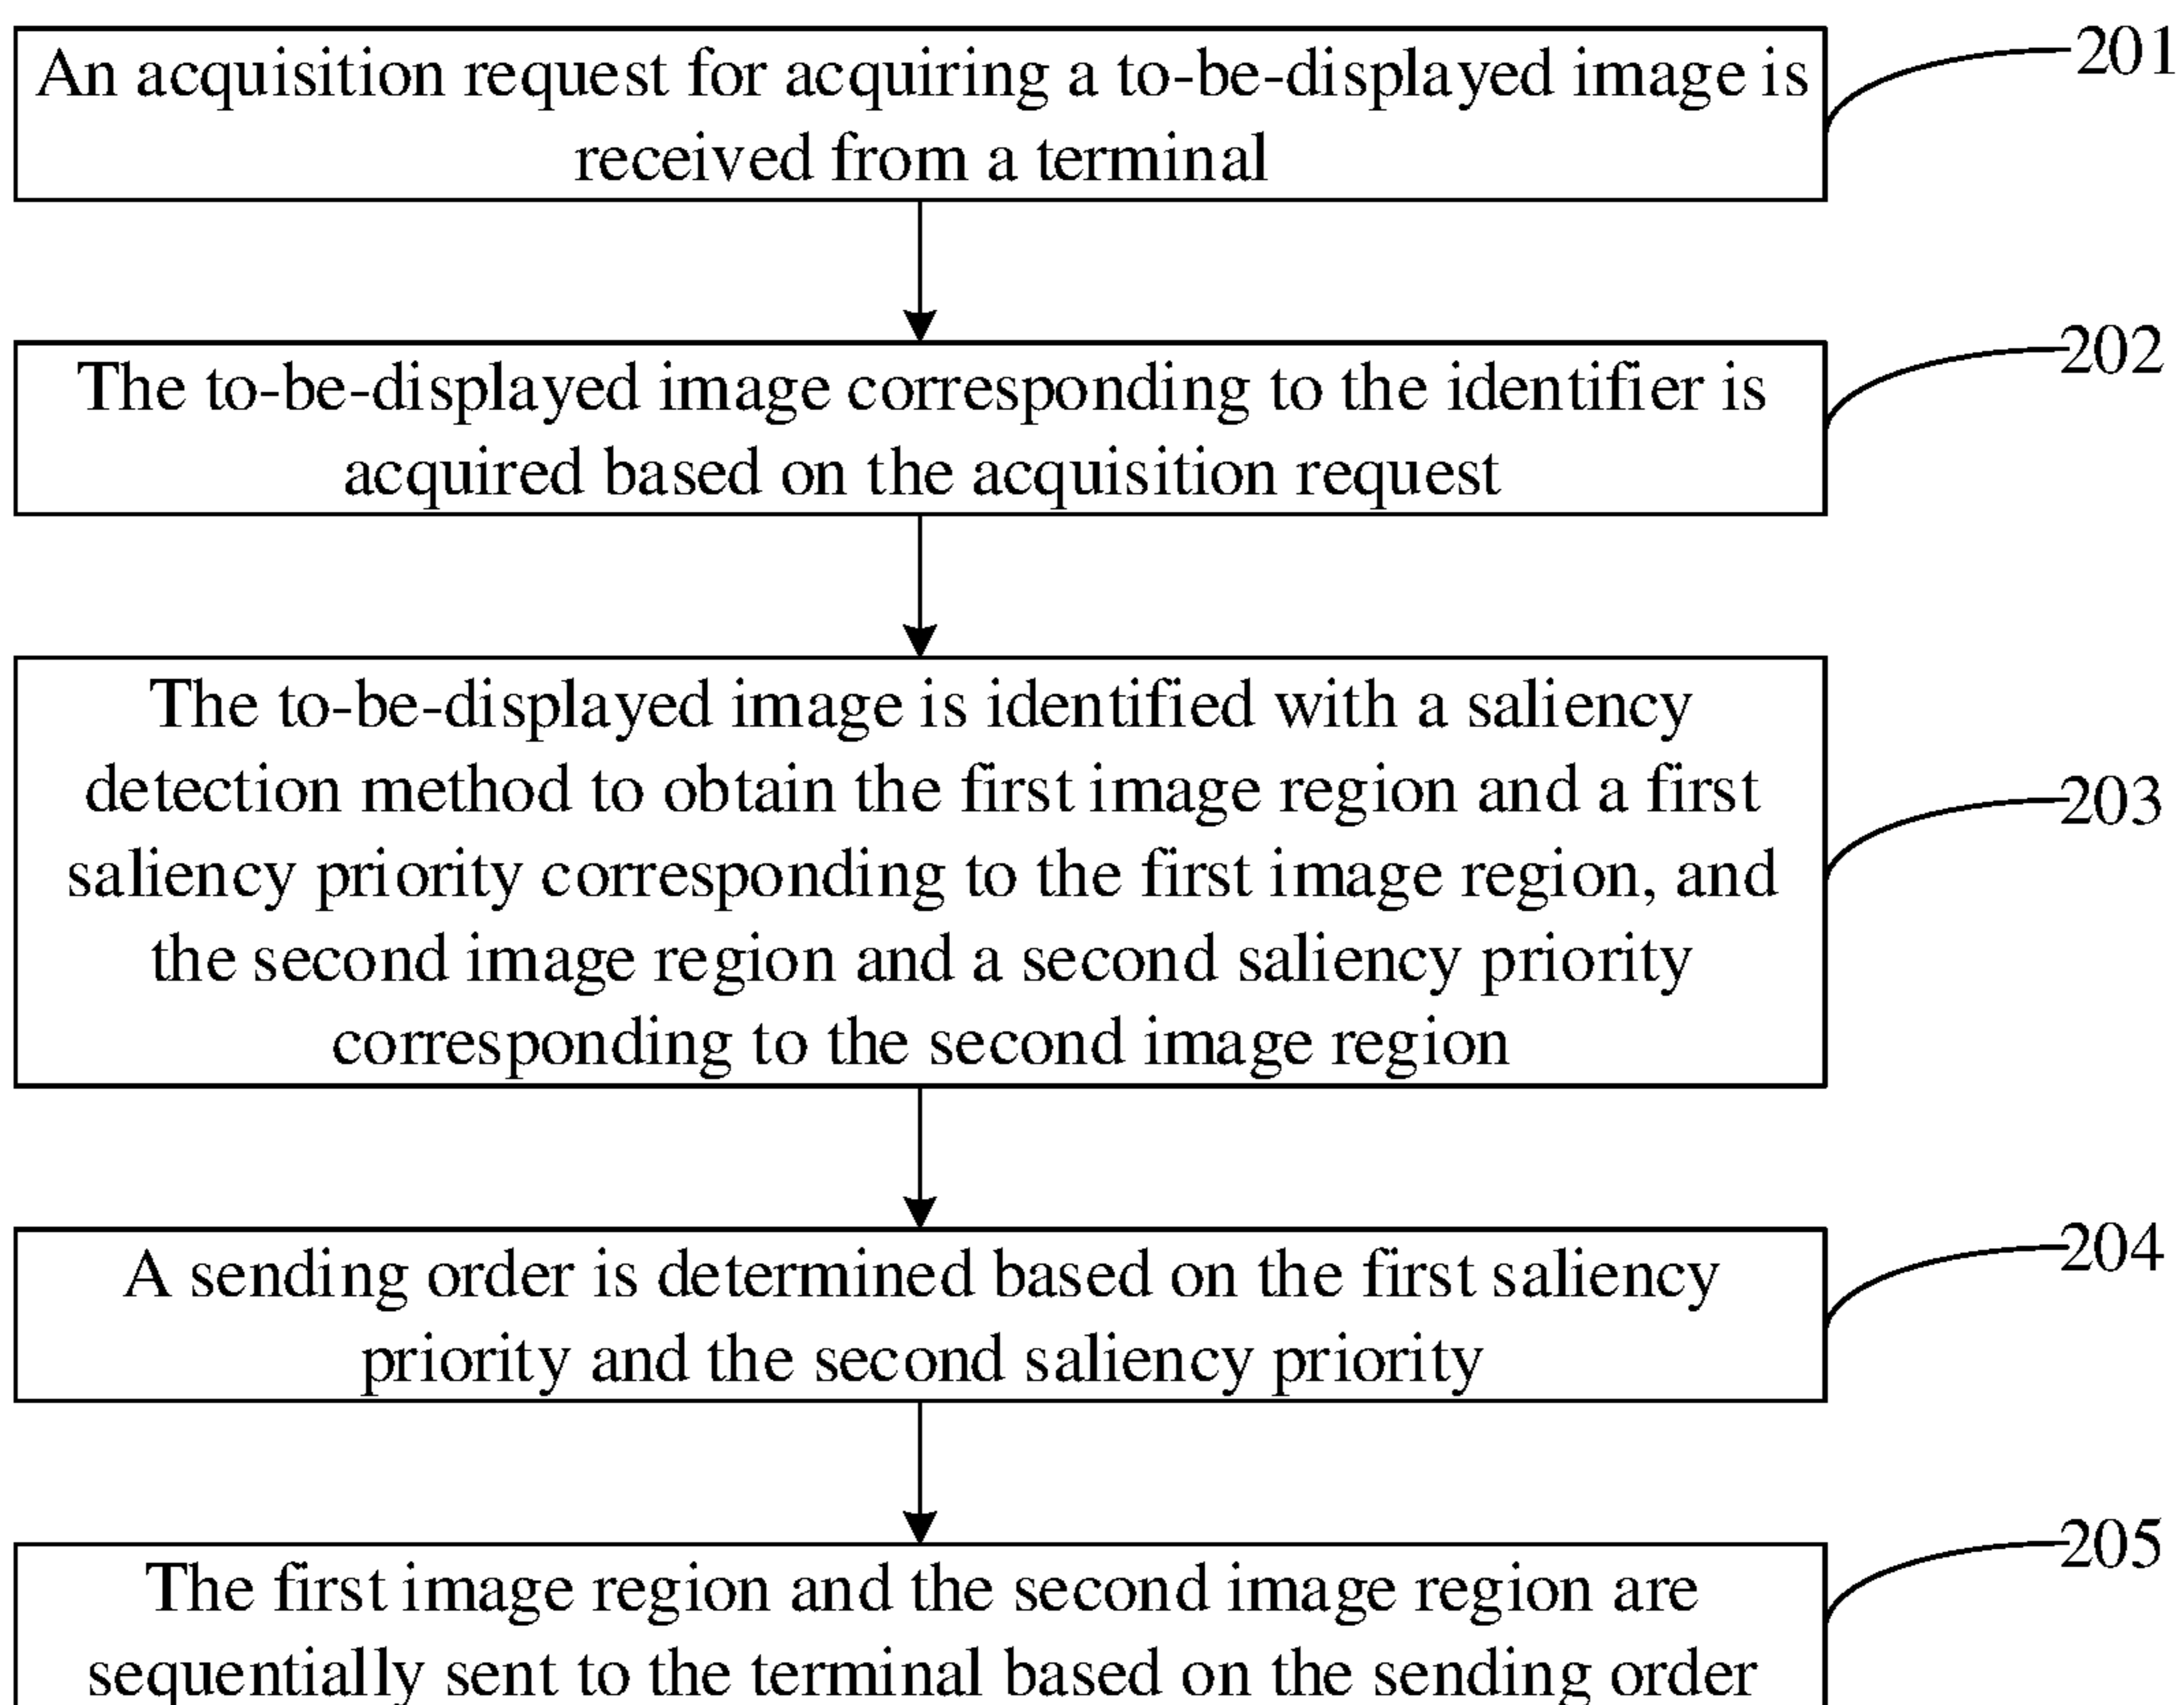 An acquisition request for acquiring a to-be-displayed image is
received from a terminal
201
The to-be-displayed image corresponding to the identifier is
acquired based on the acquisition request
202
The to-be-displayed image is identified with a saliency
detection method to obtain the first image region and a first
saliency priority corresponding to the first image region, and
the second image region and a second saliency priority
corresponding to the second image region
203
A sending order is determined based on the first saliency
priority and the second saliency priority
204
The first image region and the second image region are
sequentially sent to the terminal based on the sending order
205